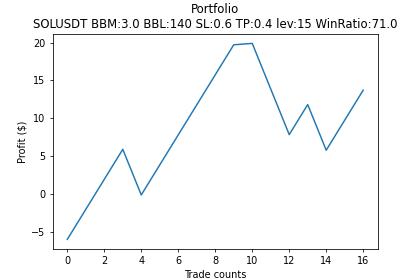 Portfolio
SOLUSDT BBM:3.0 BBL:140 SL:0.6 TP:0.4 lev:15 WinRatio:71.0
20
15
10
5
0
−5
Profit ($)
0 2 4 6 8 10 12 14 16
Trade counts